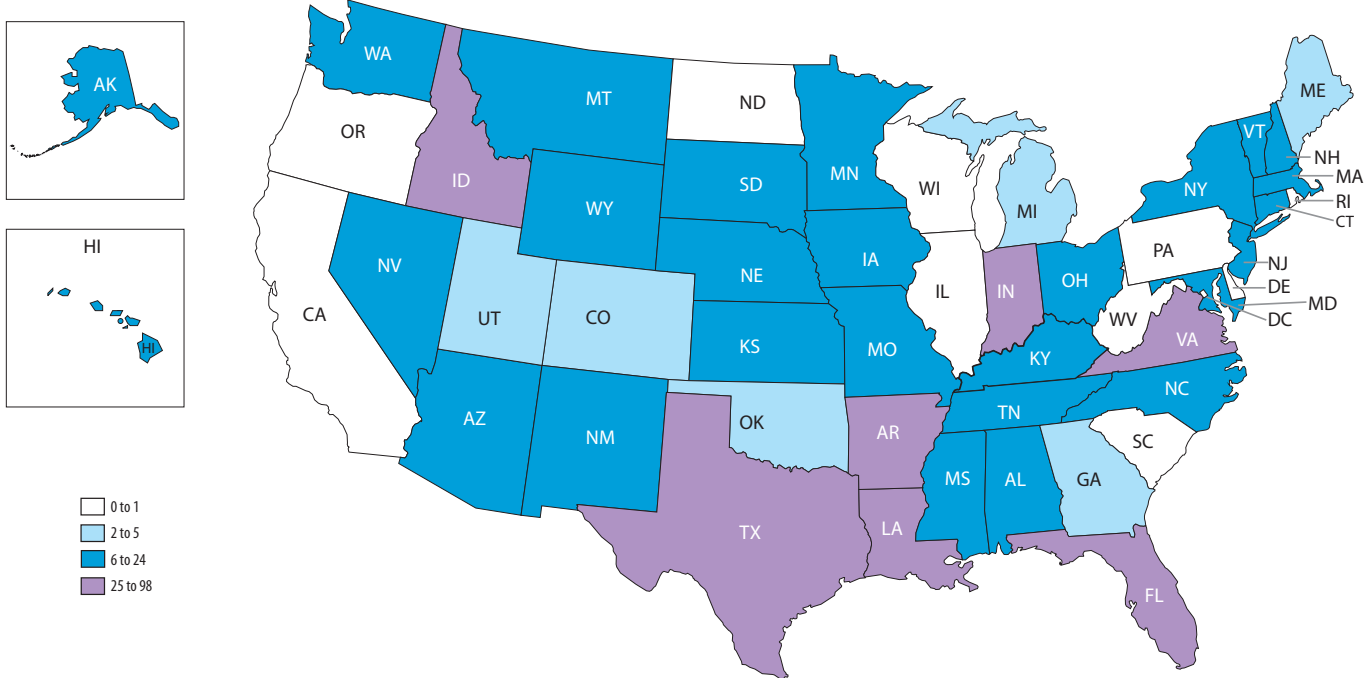 WA
AK
MT
ND
ME
OR
VT
MN
NH
ID
SD
WI
NY
MA
WY
MI
RI
CT
HI
PA
NV
NE
IA
NJ
OH
IL
IN
DE
MD
CA
UT
CO
WV
DC
VA
HI
KS
MO
KY
NC
TN
AZ
NM
OK
AR
SC
MS
AL
GA
0 to 1
TX
LA
2 to 5
6 to 24
25 to 98
FL